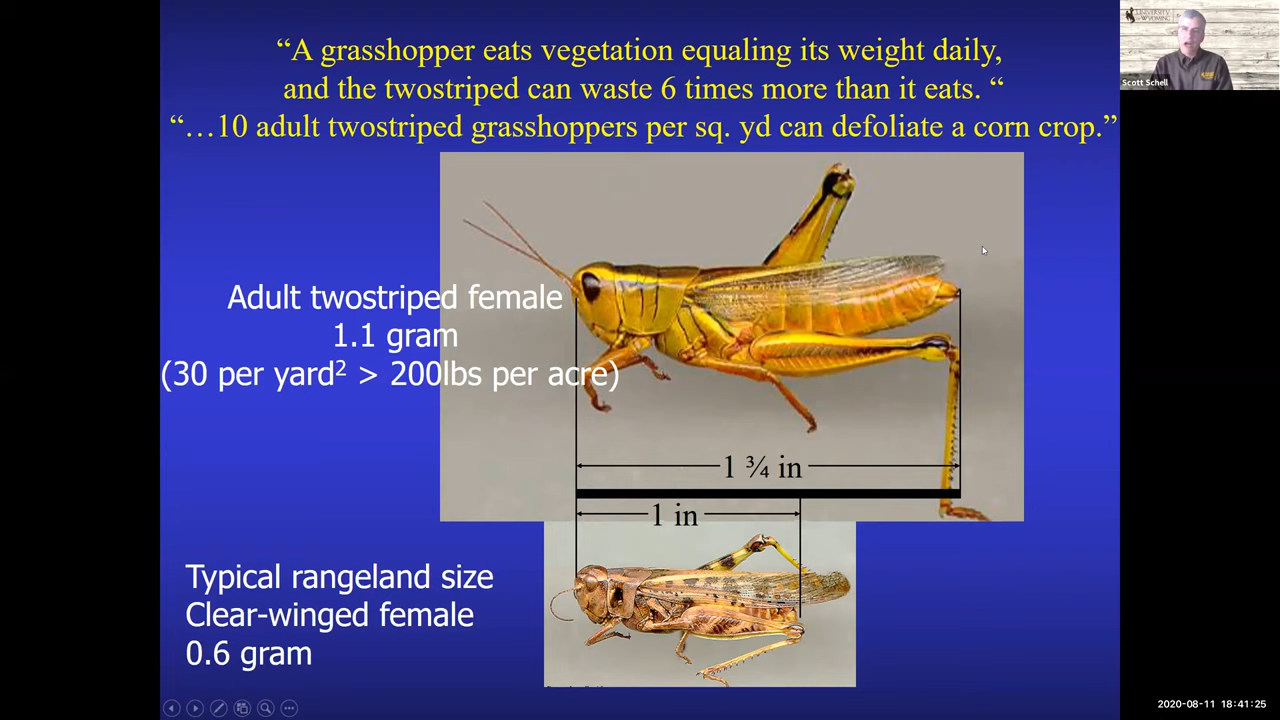 “A grasshopper eats vegetation equaling its weight daily,
and the twostriped can waste 6 times more than it eats. “
“…10 adult twostriped grasshoppers per sq. yd can defoliate a corn crop.”
UNIVERSITY
OF WYOMING
Scott Schell
Adult twostriped female
1.1 gram
(30 per yard² > 200lbs per acre)
1 ¾ in
1 in
Typical rangeland size
Clear-winged female
0.6 gram
2020-08-11 18:41:25